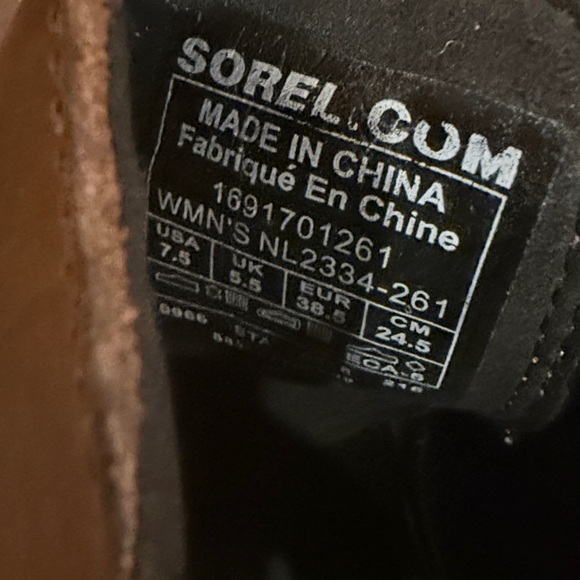 SOREL.COM
MADE IN CHINA
Fabriqué En Chine
1691701261
WMN'S NL2334-261
USA UK EUR CM
7.5 5.5 38.5 24.5